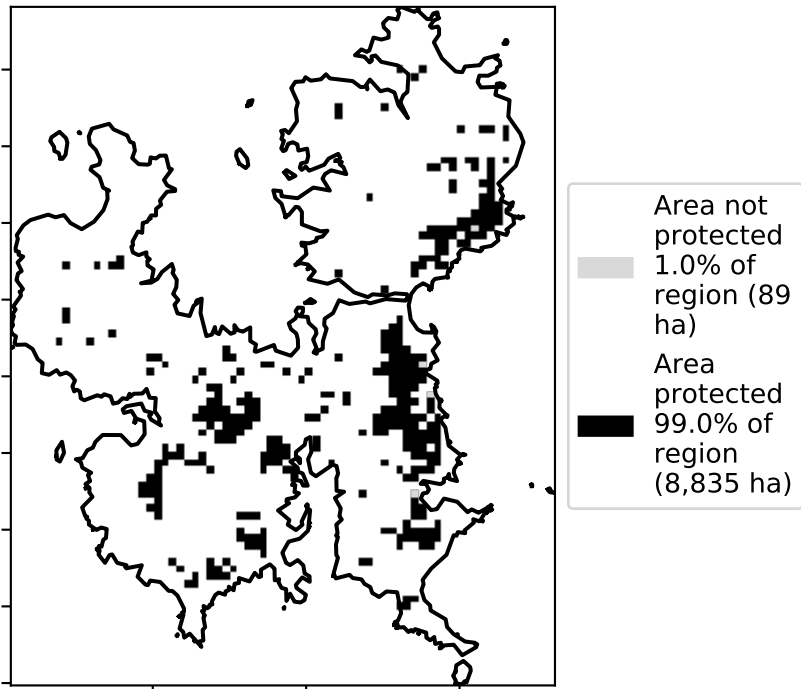 Area not
protected
1.0% of
region (89
ha)
Area
protected
99.0% of
region
(8,835 ha)